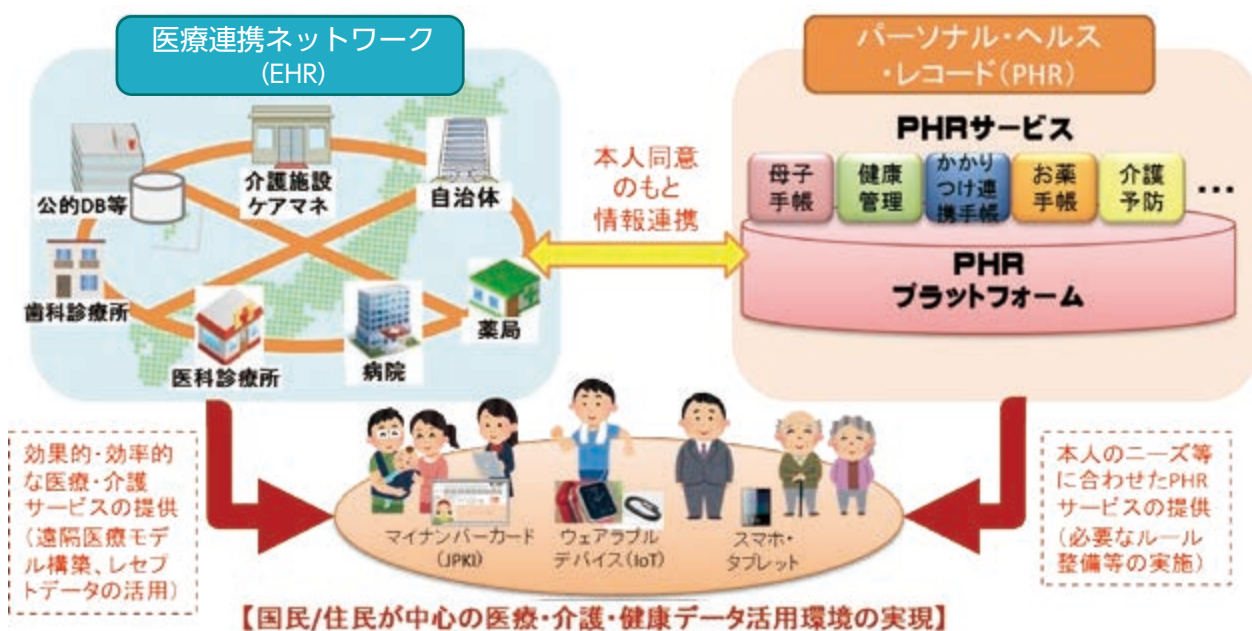 医療連携ネットワーク
(EHR)
公的DB等
介護施設
ケアマネ
自治体
歯科診療所
医科診療所
病院
薬局
本人同意
のもと
情報連携
パーソナル・ヘルス
・レコード(PHR)
PHRサービス
母子
手帳
健康
管理
かかり
つけ連
携手帳
お薬
手帳
介護
予防
…
PHR
プラットフォーム
効果的・効率的
な医療・介護
サービスの提供
(遠隔医療モデ
ル構築、レセプ
トデータの活用)
マイナンバーカード
(JPKI)
ウェアラブル
デバイス(IoT)
スマホ・
タブレット
本人のニーズ等
に合わせたPHR
サービスの提供
(必要なルール
整備等の実施)
【国民/住民が中心の医療・介護・健康データ活用環境の実現】